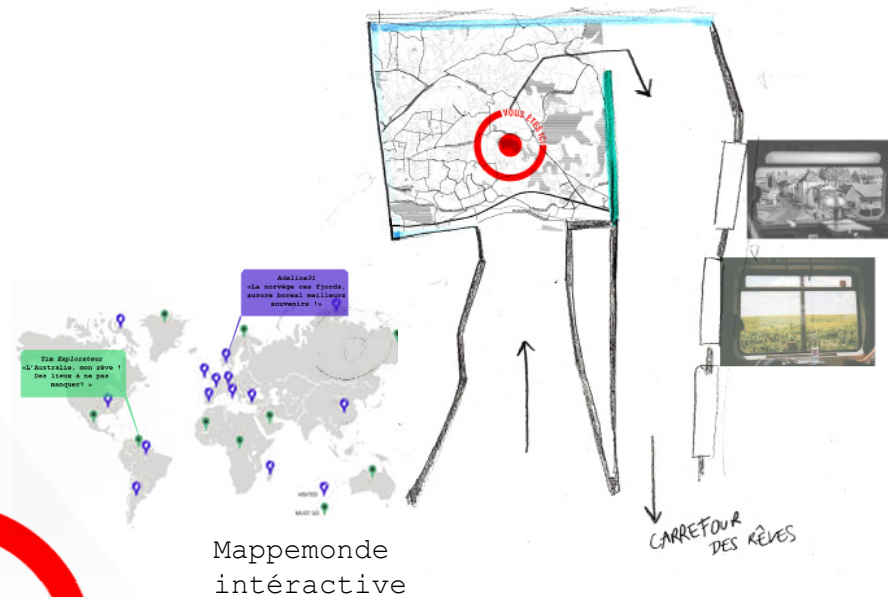 VOUS ÊTES ICI
Adeline31
«La norvége ces fjords,
aurore boreal meilleurs
souvenirs !»
Tim Explorateur
«L'Australie, mon rêve !
Des lieux à ne pas
manquer? »
VISITED
MUST GO
CARREFOUR
DES RÊVES
Mappemonde
intéractive